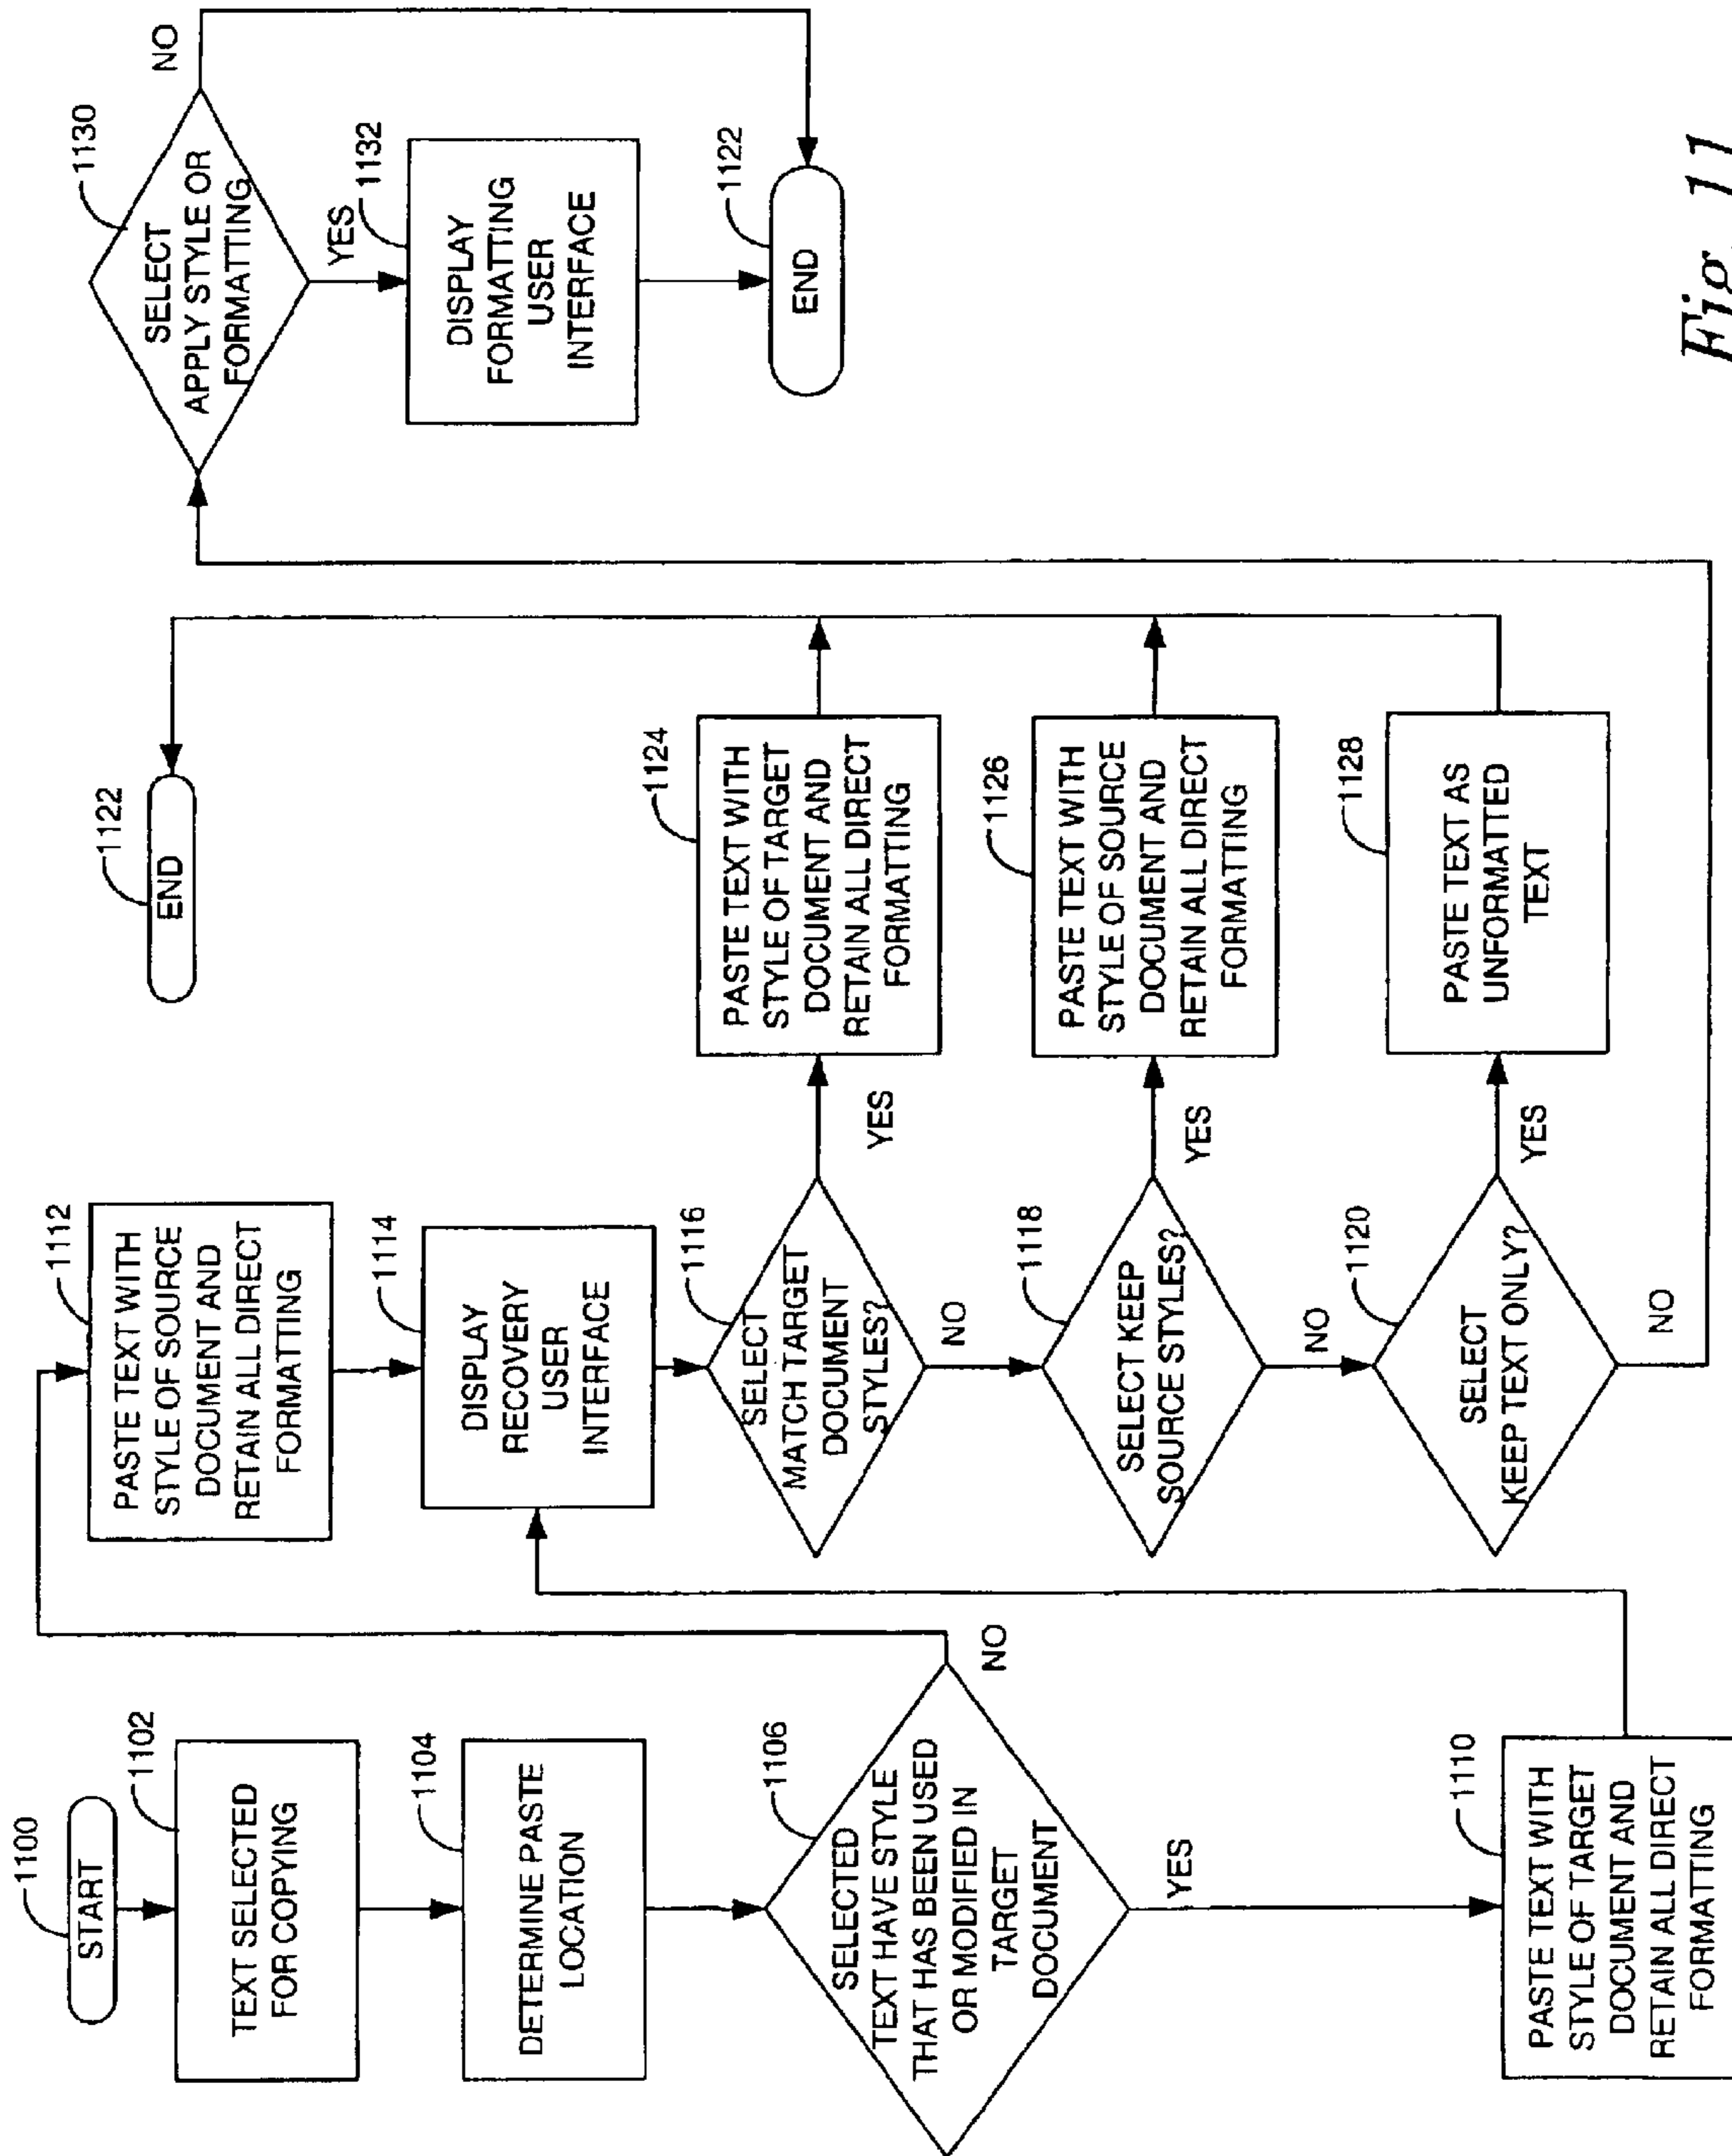 1100
START
1102
TEXT SELECTED
FOR COPYING
1104
DETERMINE PASTE
LOCATION
1106
SELECTED
TEXT HAVE STYLE
THAT HAS BEEN USED
OR MODIFIED IN
TARGET
DOCUMENT
NO
YES
1110
PASTE TEXT WITH
STYLE OF TARGET
DOCUMENT AND
RETAIN ALL DIRECT
FORMATTING
1112
PASTE TEXT WITH
STYLE OF SOURCE
DOCUMENT AND
RETAIN ALL DIRECT
FORMATTING
1114
DISPLAY
RECOVERY
USER
INTERFACE
1116
SELECT
MATCH TARGET
DOCUMENT
STYLES?
YES
NO
1124
PASTE TEXT WITH
STYLE OF TARGET
DOCUMENT AND
RETAIN ALL DIRECT
FORMATTING
1118
SELECT KEEP
SOURCE STYLES?
YES
NO
1126
PASTE TEXT WITH
STYLE OF SOURCE
DOCUMENT AND
RETAIN ALL DIRECT
FORMATTING
1120
SELECT
KEEP TEXT ONLY?
YES
NO
1128
PASTE TEXT AS
UNFORMATTED
TEXT
1122
END
1130
SELECT
APPLY STYLE OR
FORMATTING
NO
YES
1132
DISPLAY
FORMATTING
USER
INTERFACE
1122
END
Fig. 11